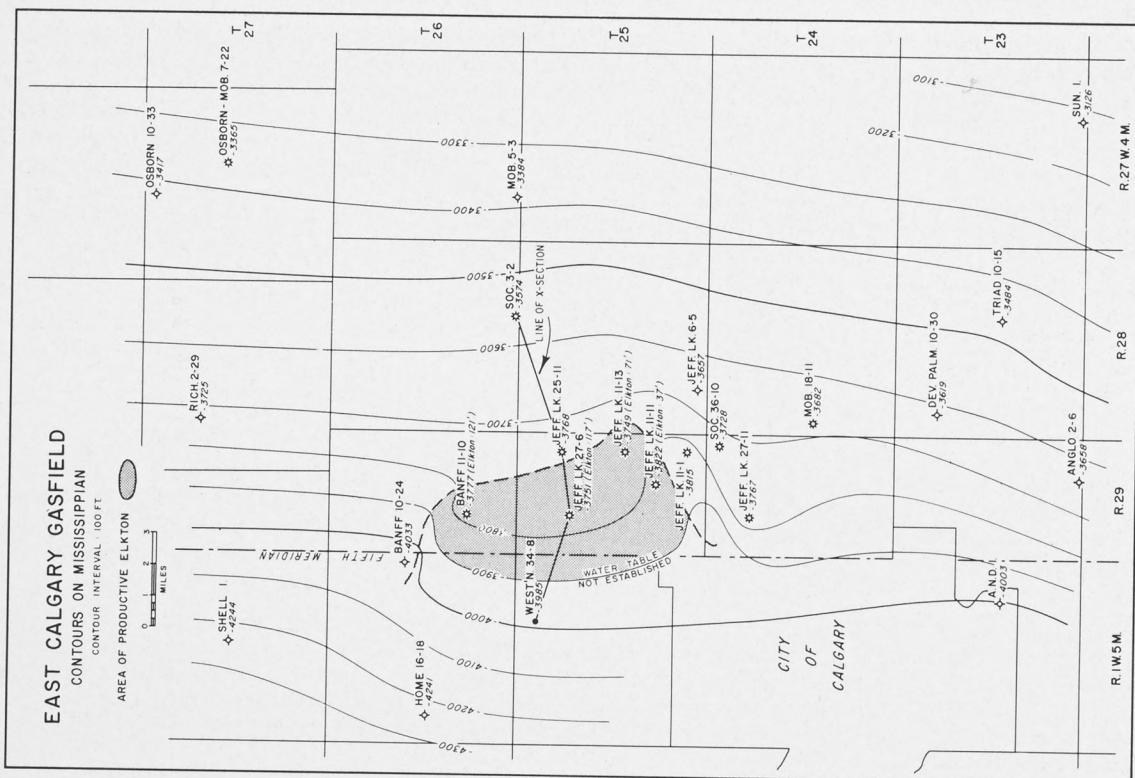 EAST CALGARY GASFIELD
CONTOURS ON MISSISSIPPIAN
CONTOUR INTERVAL - 100 FT.
AREA OF PRODUCTIVE ELKTON
0 1 2 3
MILES
T 27
T 26
T 25
T 24
T 23
R.1W.5M.
R.29
R.28
R.27 W.4 M.
OSBORN 10-33
-3417
OSBORN-MOB. 7-22
-3365
RICH. 2-29
-3725
SHELL 1.
-4244
BANFF 10-24
-4033
HOME 16-18
-4241
FIFTH MERIDIAN
BANFF 11-10
-3777 (Elkton 121')
MOB. 5-3
-3384
SOC. 3-2
-3574
LINE OF X-SECTION
WEST'N 34-8
-3985
JEFF LK. 25-11
-3768
JEFF LK. 27-6
-3751 (Elkton 117')
JEFF LK. 11-13
-3749 (Elkton 71')
JEFF LK. 11-11
-3822 (Elkton 37')
JEFF. LK. 11-1
-3815
JEFF LK. 6-5
-3657
SOC 36-10
-3728
JEFF. LK. 27-11
-3767
MOB 18-11
-3682
DEV. PALM. 10-30
-3619
TRIAD 10-15
-3484
SUN. 1.
-3126
ANGLO 2-6
-3658
A.N.D. 1
-4003
WATER TABLE
NOT ESTABLISHED
CITY
OF
CALGARY
-3100
-3200
-3300
-3400
-3500
-3600
-3700
-3800
-3900
-4000
-4100
-4200
-4300